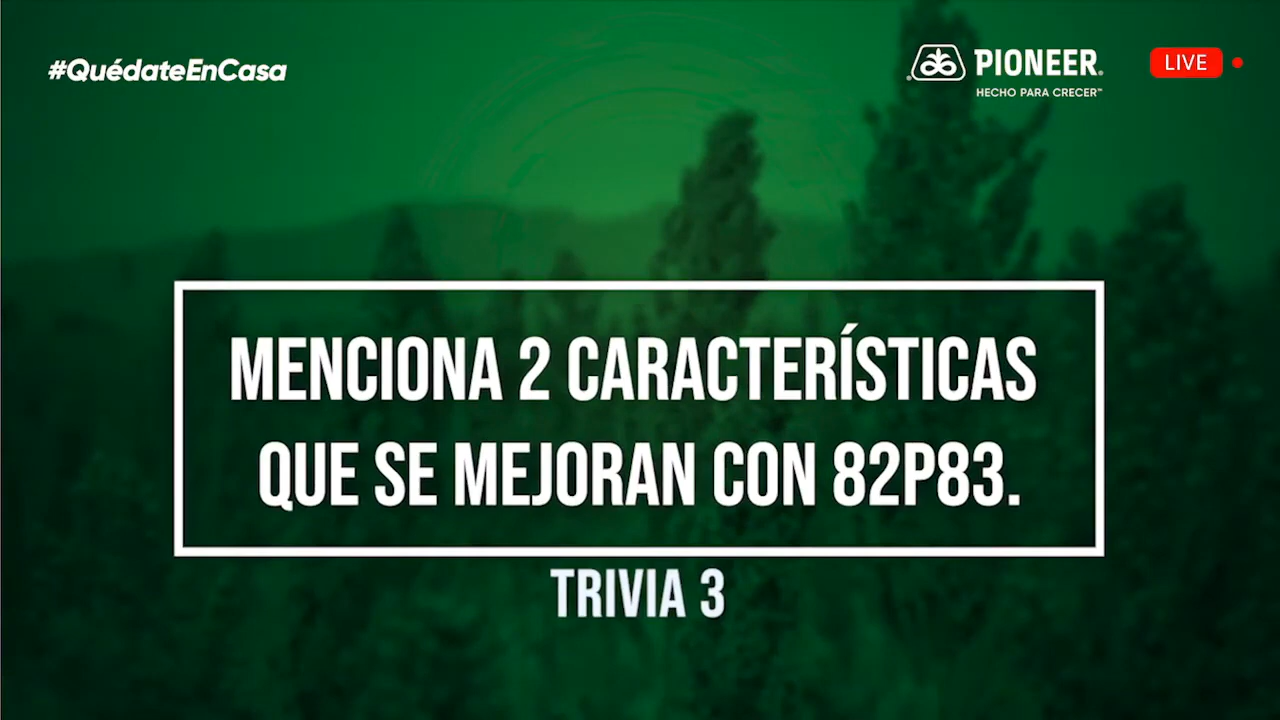 #QuédateEnCasa
PIONEER®
HECHO PARA CRECER™
LIVE
MENCIONA 2 CARACTERÍSTICAS
QUE SE MEJORAN CON 82P83.
TRIVIA 3